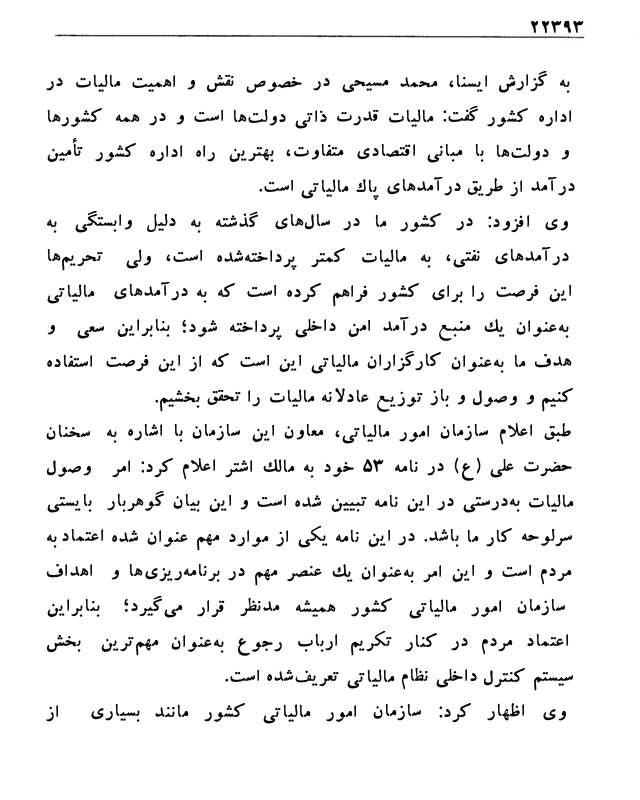 ۲۲۳۹۳
به گزارش ایسنا، محمد مسیحی در خصوص نقش و اهمیت مالیات در
اداره کشور گفت: مالیات قدرت ذاتی دولت‌ها است و در همه کشورها
و دولت‌ها با مبانی اقتصادی متفاوت، بهترین راه اداره کشور تأمین
درآمد از طریق درآمدهای پاك مالیاتی است.
وی افزود: در کشور ما در سال‌های گذشته به دلیل وابستگی به
درآمدهای نفتی، به مالیات کمتر پرداخته‌شده است، ولی تحریم‌ها
این فرصت را برای کشور فراهم کرده است که به درآمدهای مالیاتی
به‌عنوان يك منبع درآمد امن داخلی پرداخته شود؛ بنابراین سعی و
هدف ما به‌عنوان کارگزاران مالیاتی این است که از این فرصت استفاده
کنیم و وصول و باز توزیع عادلانه مالیات را تحقق بخشیم.
طبق اعلام سازمان امور مالیاتی، معاون این سازمان با اشاره به سخنان
حضرت علی (ع) در نامه ۵۳ خود به مالك اشتر اعلام کرد: امر وصول
مالیات به‌درستی در این نامه تبیین شده است و این بیان گوهربار بایستی
سرلوحه کار ما باشد. در این نامه یکی از موارد مهم عنوان شده اعتماد به
مردم است و این امر به‌عنوان يك عنصر مهم در برنامه‌ریزی‌ها و اهداف
سازمان امور مالیاتی کشور همیشه مدنظر قرار می‌گیرد؛ بنابراین
اعتماد مردم در کنار تکریم ارباب رجوع به‌عنوان مهم‌ترین بخش
سیستم کنترل داخلی نظام مالیاتی تعریف‌شده است.
وی اظهار کرد: سازمان امور مالیاتی کشور مانند بسیاری از